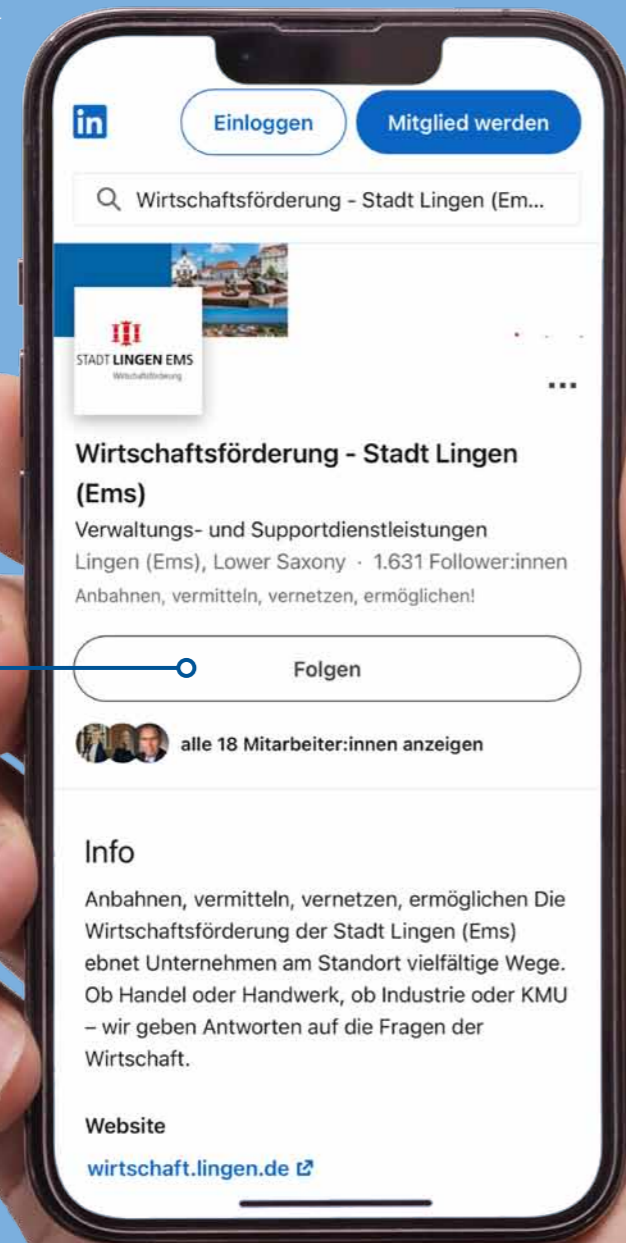 in
Einloggen
Mitglied werden
Wirtschaftsförderung - Stadt Lingen (Em...
STADT LINGEN EMS
Wirtschaftsförderung
...
Wirtschaftsförderung - Stadt Lingen
(Ems)
Verwaltungs- und Supportdienstleistungen
Lingen (Ems), Lower Saxony · 1.631 Follower:innen
Anbahnen, vermitteln, vernetzen, ermöglichen!
Folgen
alle 18 Mitarbeiter:innen anzeigen
Info
Anbahnen, vermitteln, vernetzen, ermöglichen Die
Wirtschaftsförderung der Stadt Lingen (Ems)
ebnet Unternehmen am Standort vielfältige Wege.
Ob Handel oder Handwerk, ob Industrie oder KMU
– wir geben Antworten auf die Fragen der
Wirtschaft.
Website
wirtschaft.lingen.de